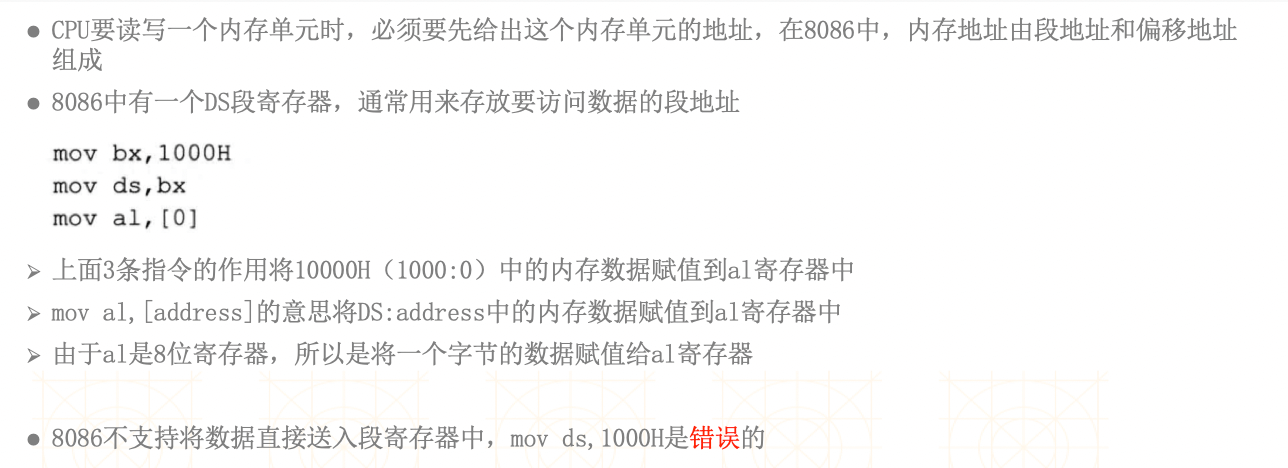 ● CPU要读写一个内存单元时，必须要先给出这个内存单元的地址，在8086中，内存地址由段地址和偏移地址
组成
● 8086中有一个DS段寄存器，通常用来存放要访问数据的段地址
mov bx,1000H
mov ds,bx
mov al,[0]
➢ 上面3条指令的作用将10000H（1000:0）中的内存数据赋值到al寄存器中
➢ mov al,[address]的意思将DS:address中的内存数据赋值到al寄存器中
➢ 由于al是8位寄存器，所以是将一个字节的数据赋值给al寄存器
● 8086不支持将数据直接送入段寄存器中，mov ds,1000H是错误的